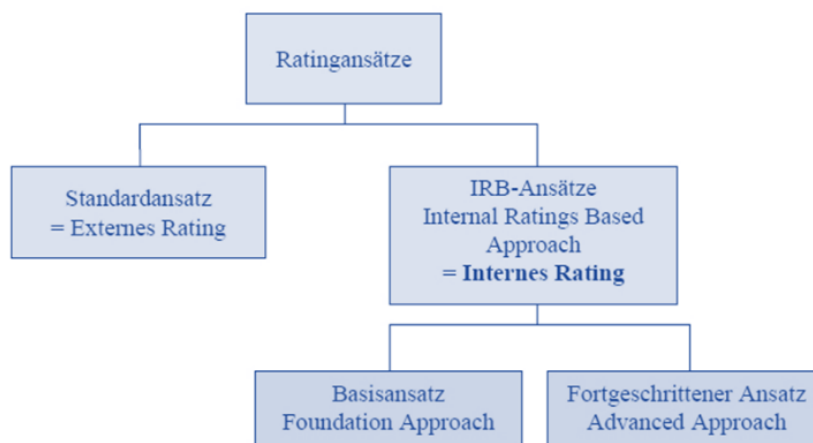 Ratingansätze
Standardansatz
= Externes Rating
IRB-Ansätze
Internal Ratings Based
Approach
= Internes Rating
Basisansatz
Foundation Approach
Fortgeschrittener Ansatz
Advanced Approach